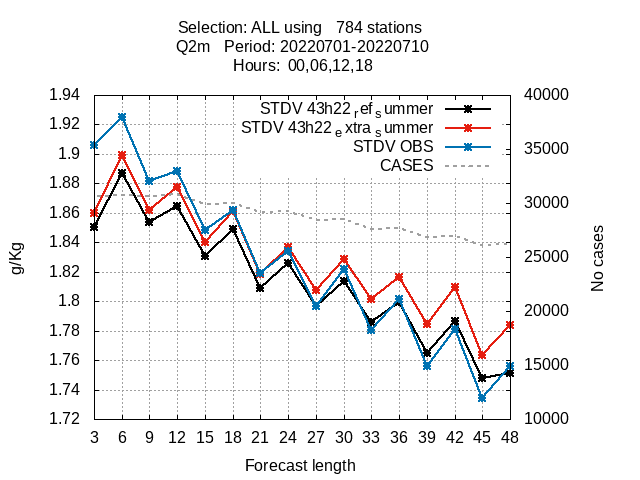 Selection: ALL using   784 stations
Q2m   Period: 20220701-20220710
Hours:  00,06,12,18
STDV 43h22refsummer
STDV 43h22extrasummer
STDV OBS
CASES
g/Kg
1.94
1.92
1.9
1.88
1.86
1.84
1.82
1.8
1.78
1.76
1.74
1.72
40000
35000
30000
25000
20000
15000
10000
No cases
3 6 9 12 15 18 21 24 27 30 33 36 39 42 45 48
Forecast length